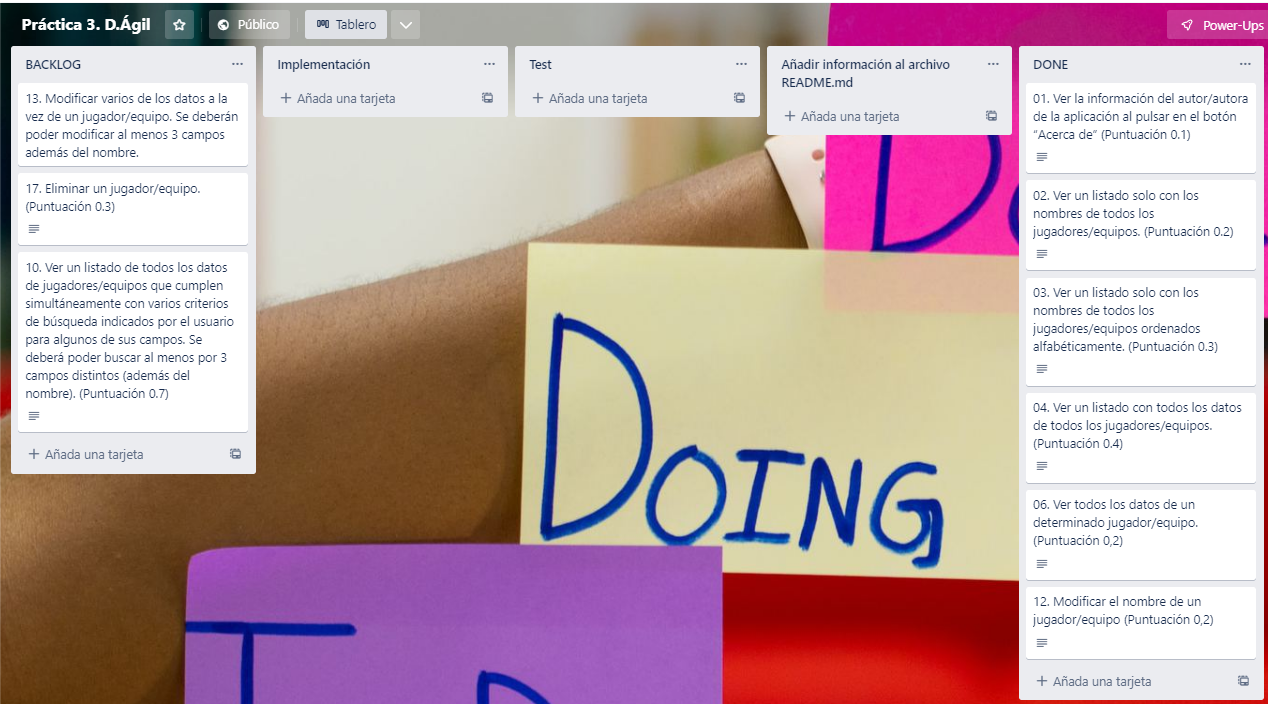 Práctica 3. D.Ágil
Público
Tablero
Power-Ups
BACKLOG
13. Modificar varios de los datos a la
vez de un jugador/equipo. Se deberán
poder modificar al menos 3 campos
además del nombre.
17. Eliminar un jugador/equipo.
(Puntuación 0.3)
10. Ver un listado de todos los datos
de jugadores/equipos que cumplen
simultáneamente con varios criterios
de búsqueda indicados por el usuario
para algunos de sus campos. Se
deberá poder buscar al menos por 3
campos distintos (además del
nombre). (Puntuación 0.7)
+ Añada una tarjeta
Implementación
+ Añada una tarjeta
Test
+ Añada una tarjeta
Añadir información al archivo
README.md
+ Añada una tarjeta
DONE
01. Ver la información del autor/autora
de la aplicación al pulsar en el botón
“Acerca de” (Puntuación 0.1)
02. Ver un listado solo con los
nombres de todos los
jugadores/equipos. (Puntuación 0.2)
03. Ver un listado solo con los
nombres de todos los
jugadores/equipos ordenados
alfabéticamente. (Puntuación 0.3)
04. Ver un listado con todos los datos
de todos los jugadores/equipos.
(Puntuación 0.4)
06. Ver todos los datos de un
determinado jugador/equipo.
(Puntuación 0,2)
12. Modificar el nombre de un
jugador/equipo (Puntuación 0,2)
+ Añada una tarjeta
DOING